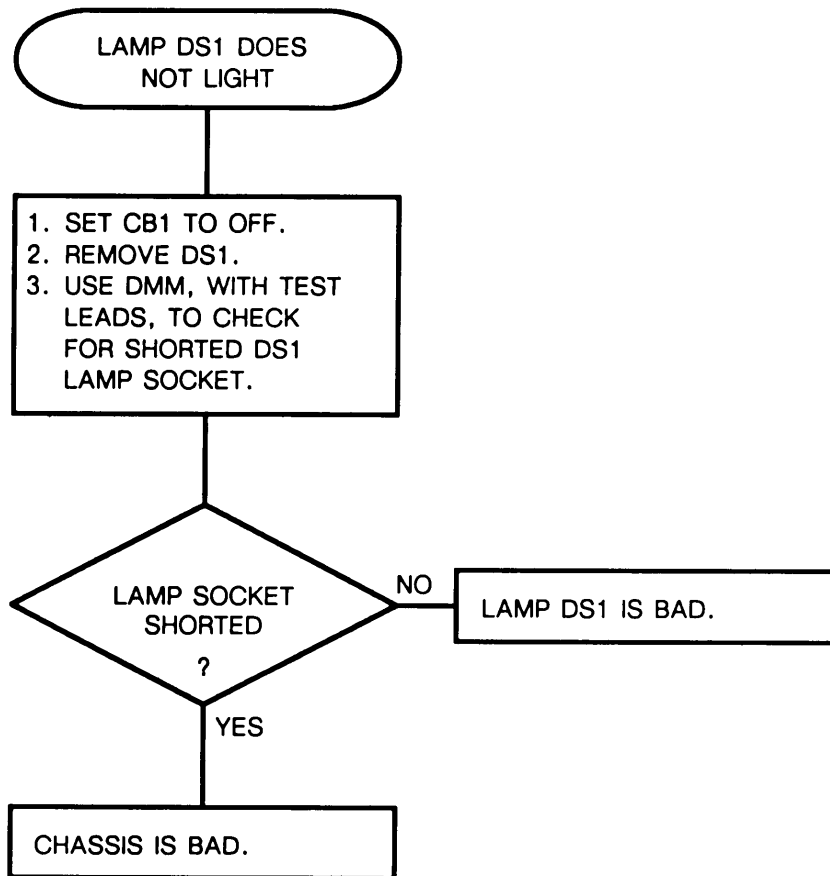 LAMP DS1 DOES
NOT LIGHT
1. SET CB1 TO OFF.
2. REMOVE DS1.
3. USE DMM, WITH TEST
LEADS, TO CHECK
FOR SHORTED DS1
LAMP SOCKET.
LAMP SOCKET
SHORTED
?
NO
LAMP DS1 IS BAD.
YES
CHASSIS IS BAD.